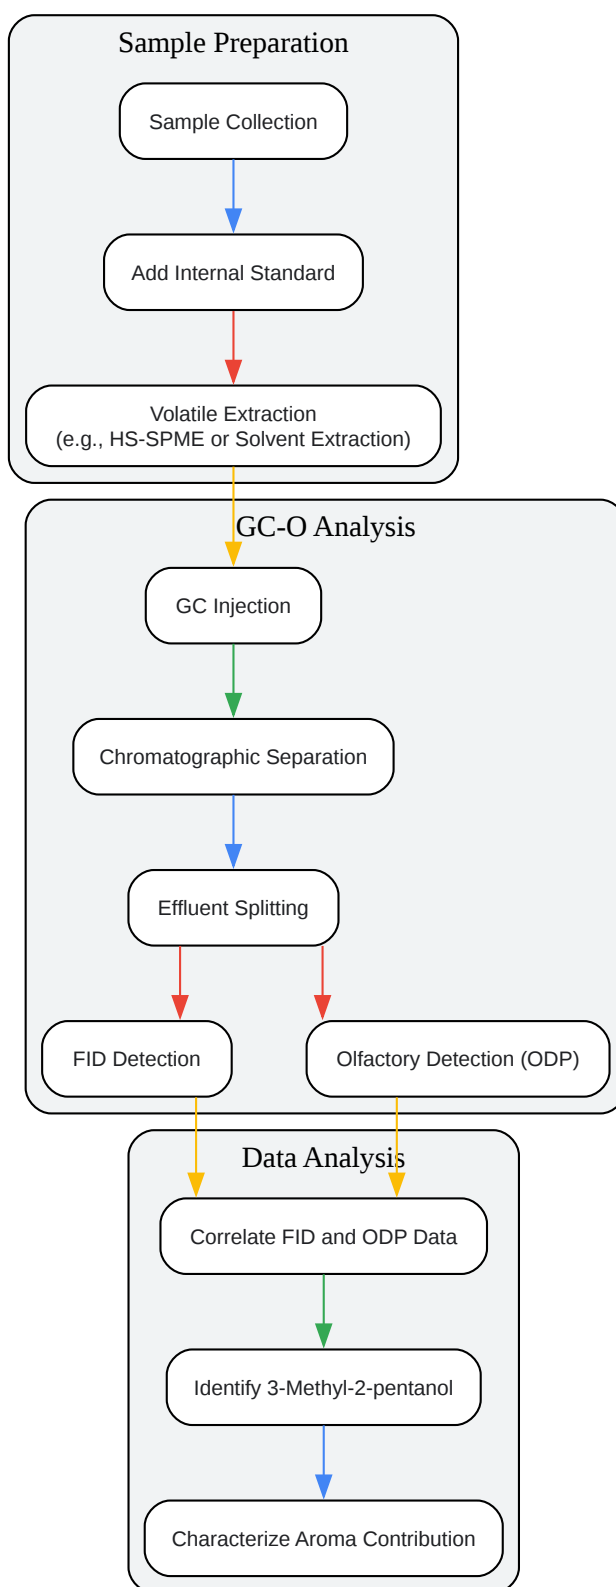 Sample Preparation
Sample Collection
Add Internal Standard
Volatile Extraction
(e.g., HS-SPME or Solvent Extraction)
GC-O Analysis
GC Injection
Chromatographic Separation
Effluent Splitting
FID Detection
Olfactory Detection (ODP)
Data Analysis
Correlate FID and ODP Data
Identify 3-Methyl-2-pentanol
Characterize Aroma Contribution